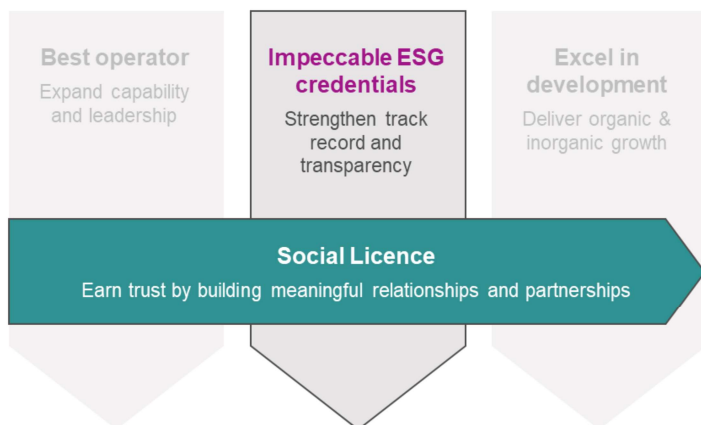 Best operator
Expand capability
and leadership
Impeccable ESG
credentials
Strengthen track
record and
transparency
Excel in
development
Deliver organic &
inorganic growth
Social Licence
Earn trust by building meaningful relationships and partnerships